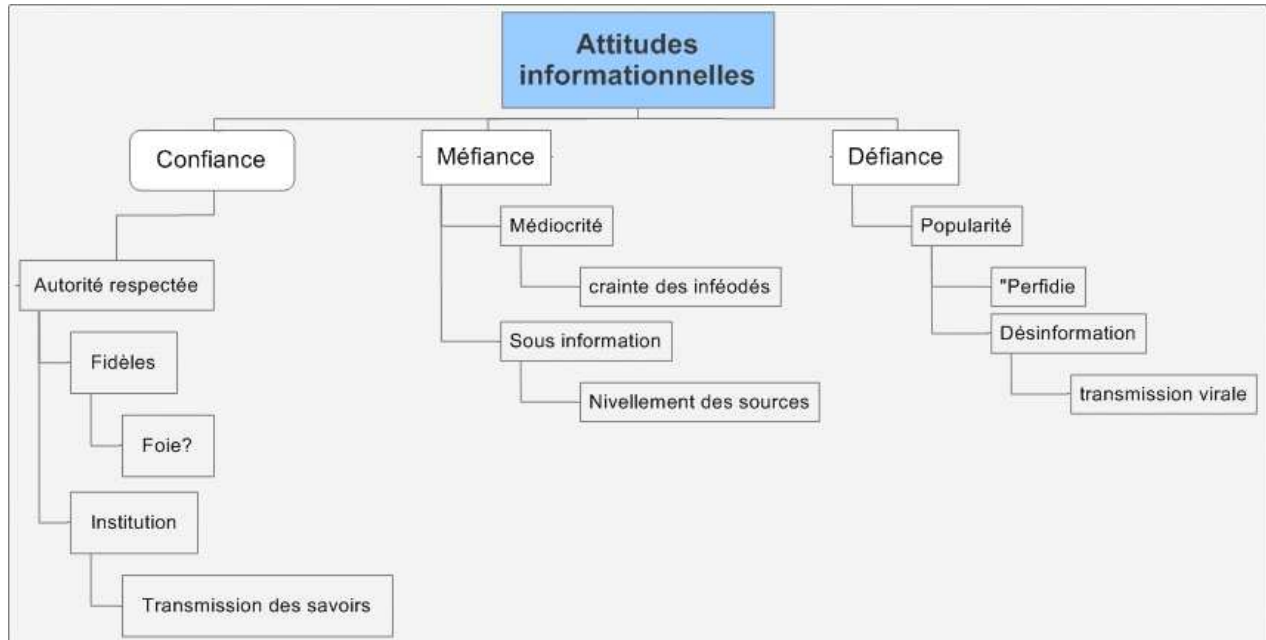 Attitudes
informationnelles
Confiance
Méfiance
Défiance
Médiocrité
Popularité
Autorité respectée
crainte des inféodés
"Perfidie
Sous information
Désinformation
Fidèles
Nivellement des sources
transmission virale
Foie?
Institution
Transmission des savoirs